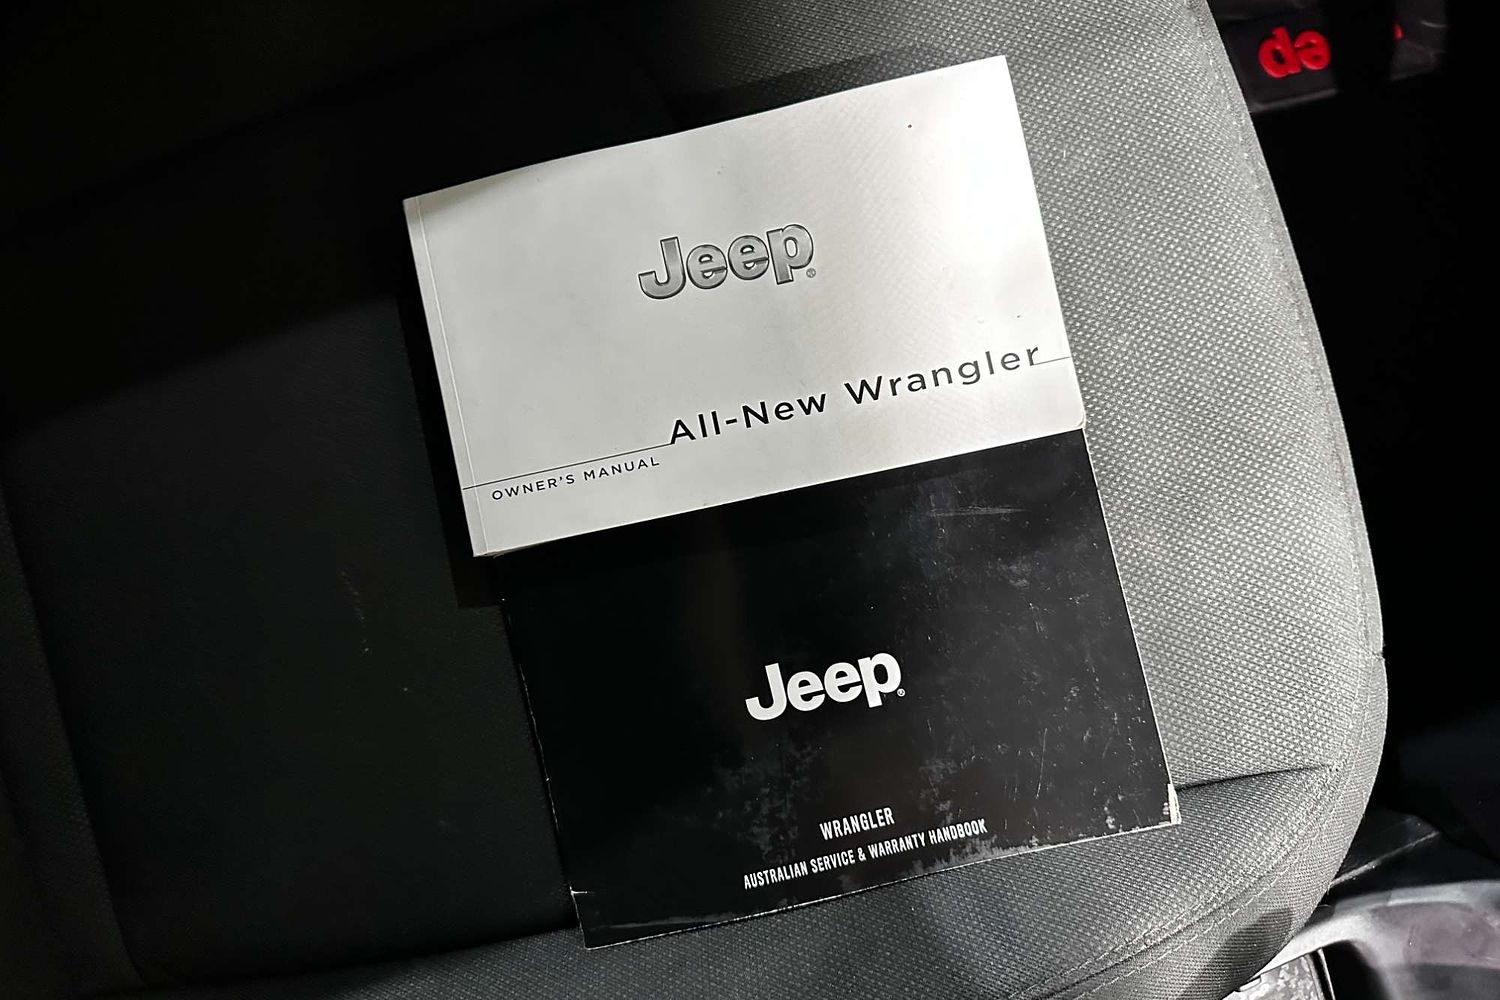 Jeep®
All-New Wrangler
OWNER'S MANUAL
Jeep®
WRANGLER
AUSTRALIAN SERVICE & WARRANTY HANDBOOK